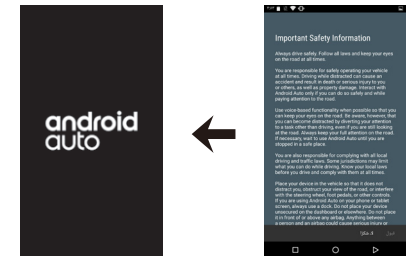 android
auto
Important Safety Information
Always drive safely. Follow all laws and keep your eyes
on the road at all times.
You are responsible for safely operating your vehicle
at all times. Driving while distracted can cause an
accident and result in death or serious injury to you
or others, as well as property damage. Interact with
Android Auto only if you can do so safely and while
paying attention to the road.
Use voice-based functionality when possible so that you
can keep your eyes on the road. Be aware, however, that
you can become distracted by diverting your attention
to a task other than driving, even if you are still looking
at the road. Always keep your full attention on the road.
If necessary, wait to use Android Auto until you are
stopped in a safe place.
You are also responsible for complying with all local
driving and traffic laws. Some jurisdictions may limit
what you can do while driving. Know your local laws
before you drive and comply with them at all times.
Place your device in the vehicle so that it does not
distract you, obstruct your view of the road, or interfere
with the steering wheel, foot pedals, or other controls.
If you are using Android Auto on your phone or tablet
screen, always use a dock. Do not place your device
unsecured on the dashboard or elsewhere. Do not place
it in front of or above any airbag. Anything between
a person and an airbag could cause serious injury or